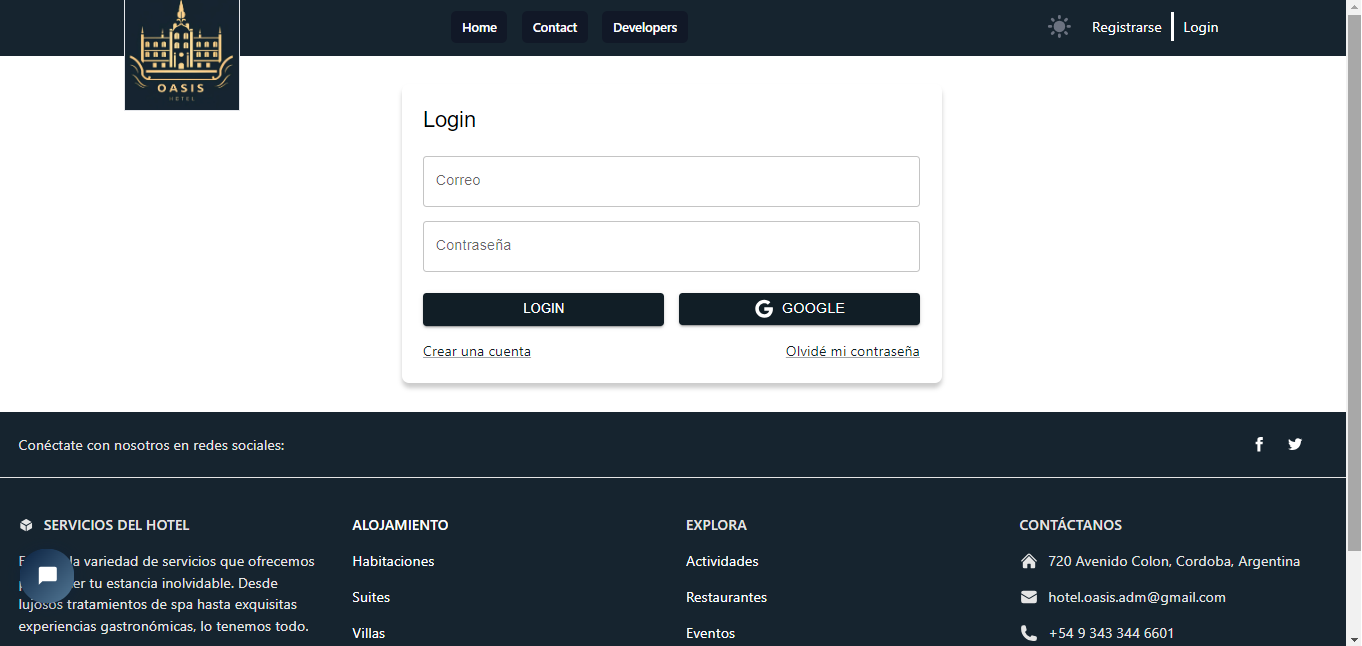 OASIS
HOTEL
Home
Contact
Developers
Registrarse
Login
Login
Correo
Contraseña
LOGIN
GOOGLE
Crear una cuenta
Olvidé mi contraseña
Conéctate con nosotros en redes sociales:
SERVICIOS DEL HOTEL
la variedad de servicios que ofrecemos
er tu estancia inolvidable. Desde
lujosos tratamientos de spa hasta exquisitas
experiencias gastronómicas, lo tenemos todo.
ALOJAMIENTO
Habitaciones
Suites
Villas
EXPLORA
Actividades
Restaurantes
Eventos
CONTÁCTANOS
720 Avenido Colon, Cordoba, Argentina
hotel.oasis.adm@gmail.com
+54 9 343 344 6601